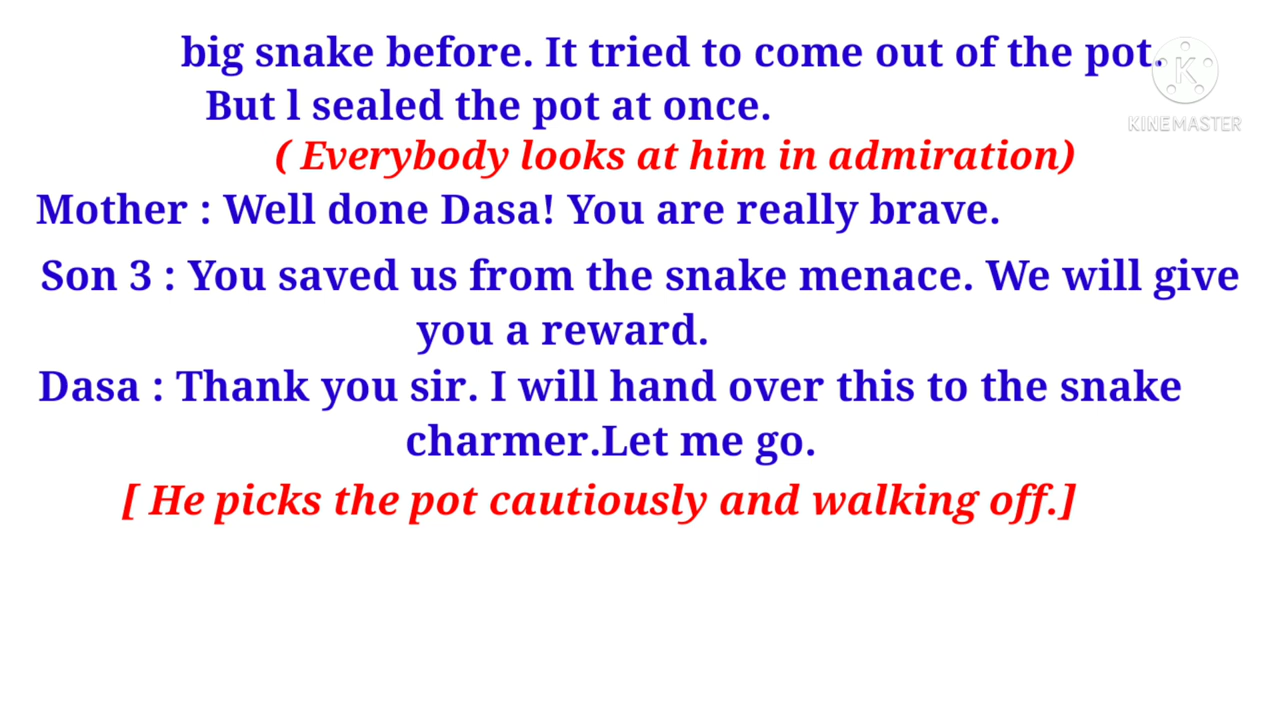 big snake before. It tried to come out of the pot.
But l sealed the pot at once.
( Everybody looks at him in admiration)
Mother : Well done Dasa! You are really brave.
Son 3 : You saved us from the snake menace. We will give
you a reward.
Dasa : Thank you sir. I will hand over this to the snake
charmer.Let me go.
[ He picks the pot cautiously and walking off.]
K
KINEMASTER